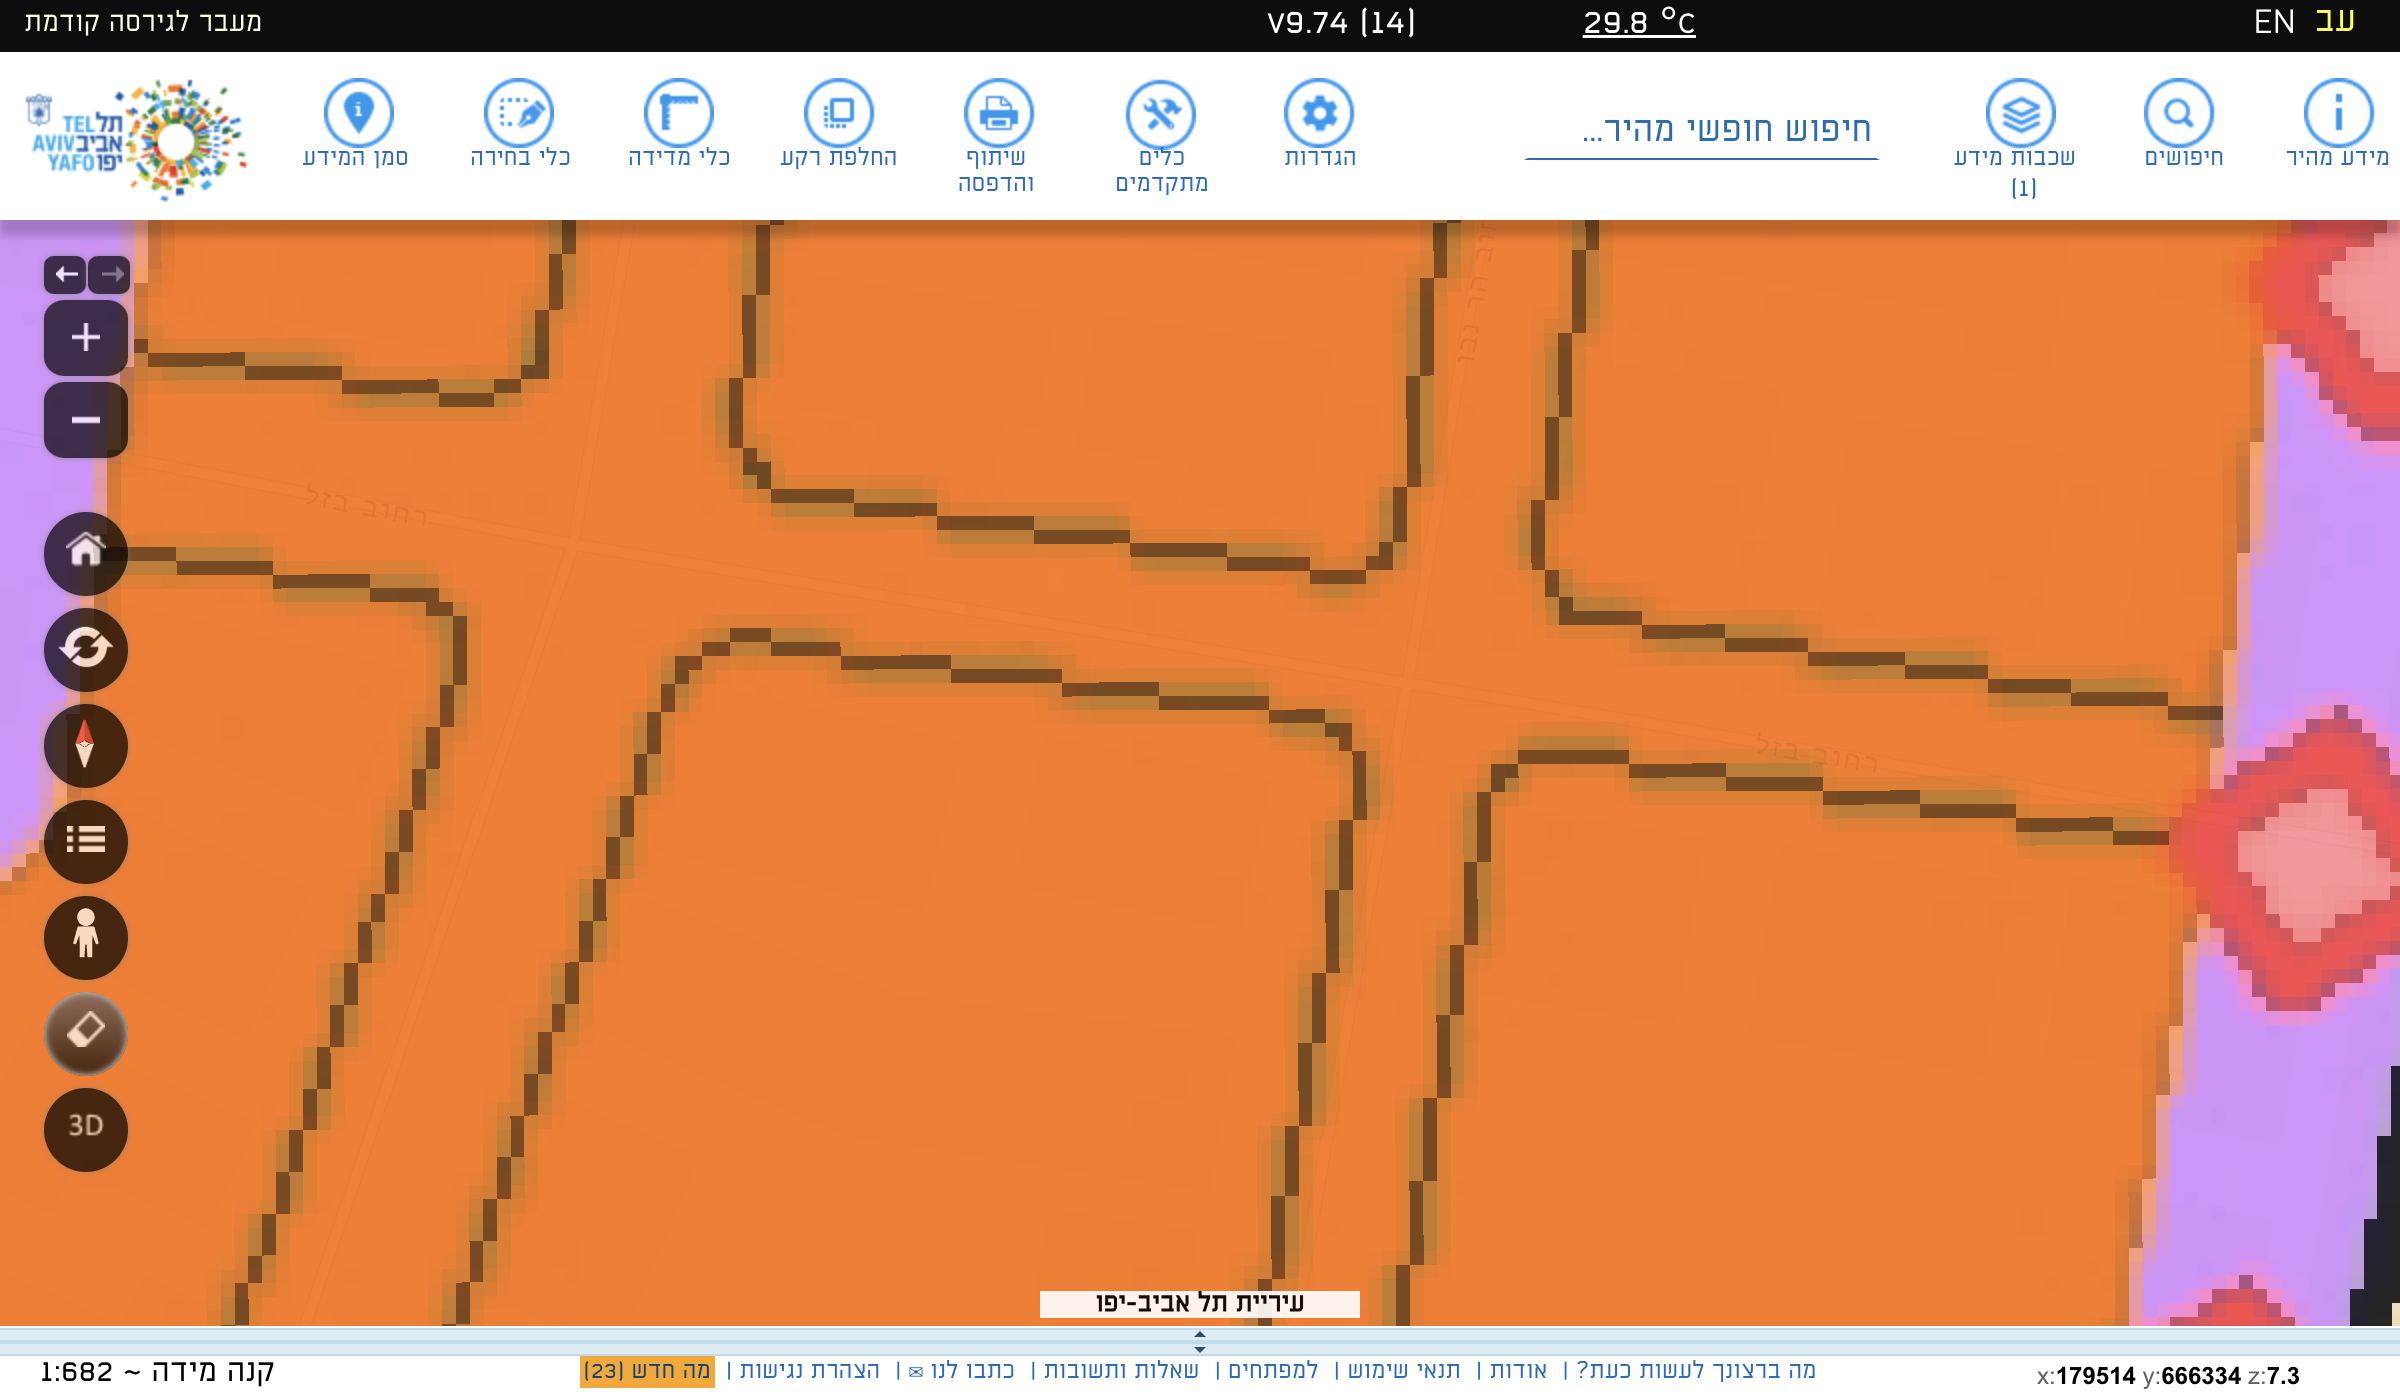 עב EN
29.8 °C
V9.74 (14)
מעבר לגירסה קודמת
מידע מהיר
חיפושים
שכבות מידע
(1)
חיפוש חופשי מהיר...
הגדרות
כלים
מתקדמים
שיתוף
והדפסה
החלפת רקע
כלי מדידה
כלי בחירה
סמן המידע
תל
אביב
יפו
TEL
AVIV
YAFO
רחוב הר נבו
רחוב בזל
רחוב בזל
3D
עיריית תל אביב-יפו
x:179514 y:666334 z:7.3
מה ברצונך לעשות כעת? | אודות | תנאי שימוש | למפתחים | שאלות ותשובות | כתבו לנו ✉ | הצהרת נגישות | מה חדש (23)
קנה מידה ~ 1:682